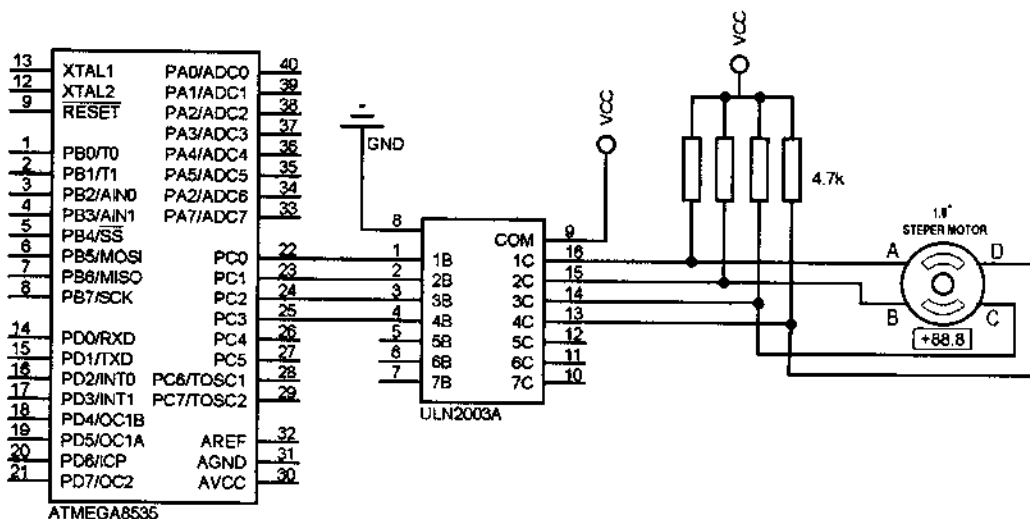 13 XTAL1 PA0/ADC0 40
12 XTAL2 PA1/ADC1 39
9 RESET PA2/ADC2 38
PA3/ADC3 37
1 PB0/T0 PA4/ADC4 36
2 PB1/T1 PA5/ADC5 35
3 PB2/AIN0 PA2/ADC6 34
4 PB3/AIN1 PA7/ADC7 33
5 PB4/SS
6 PB5/MOSI PC0 22
7 PB6/MISO PC1 23
8 PB7/SCK PC2 24
PC3 25
14 PD0/RXD PC4 26
15 PD1/TXD PC5 27
16 PD2/INT0 PC6/TOSC1 28
17 PD3/INT1 PC7/TOSC2 29
18 PD4/OC1B
19 PD5/OC1A AREF 32
20 PD6/ICP AGND 31
21 PD7/OC2 AVCC 30
ATMEGA8535
GND
8 COM 9
1 1B 1C 16
2 2B 2C 15
3 3B 3C 14
4 4B 4C 13
5 5B 5C 12
6 6B 6C 11
7 7B 7C 10
ULN2003A
VCC
VCC
4.7k
1.8°
STEPER MOTOR
A D
B C
+88.8